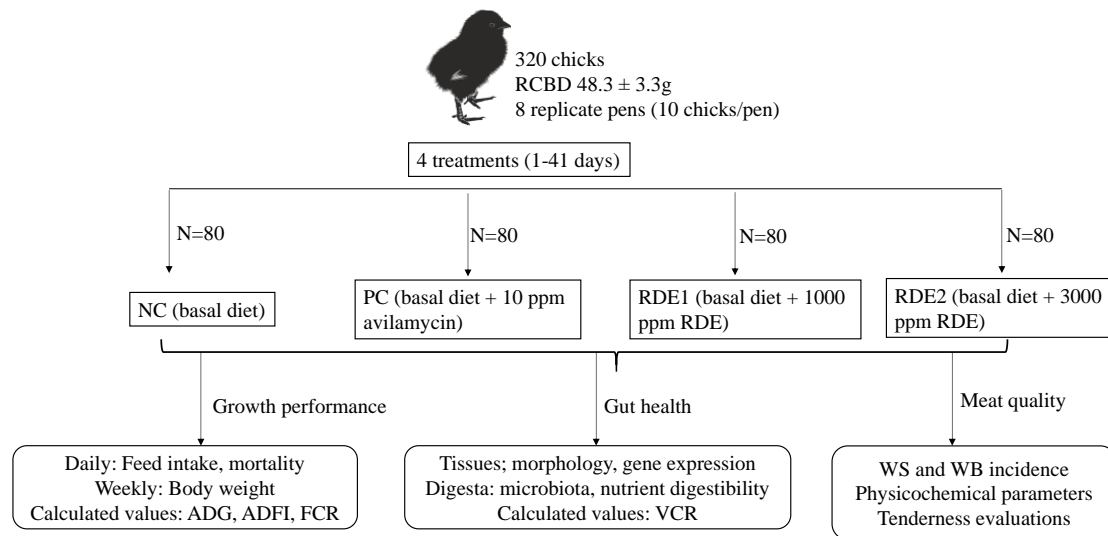 320 chicks
RCBD 48.3 ± 3.3g
8 replicate pens (10 chicks/pen)
4 treatments (1-41 days)
N=80
N=80
N=80
N=80
NC (basal diet)
PC (basal diet + 10 ppm
avilamycin)
RDE1 (basal diet + 1000
ppm RDE)
RDE2 (basal diet + 3000
ppm RDE)
Growth performance
Gut health
Meat quality
Daily: Feed intake, mortality
Weekly: Body weight
Calculated values: ADG, ADFI, FCR
Tissues; morphology, gene expression
Digesta: microbiota, nutrient digestibility
Calculated values: VCR
WS and WB incidence
Physicochemical parameters
Tenderness evaluations